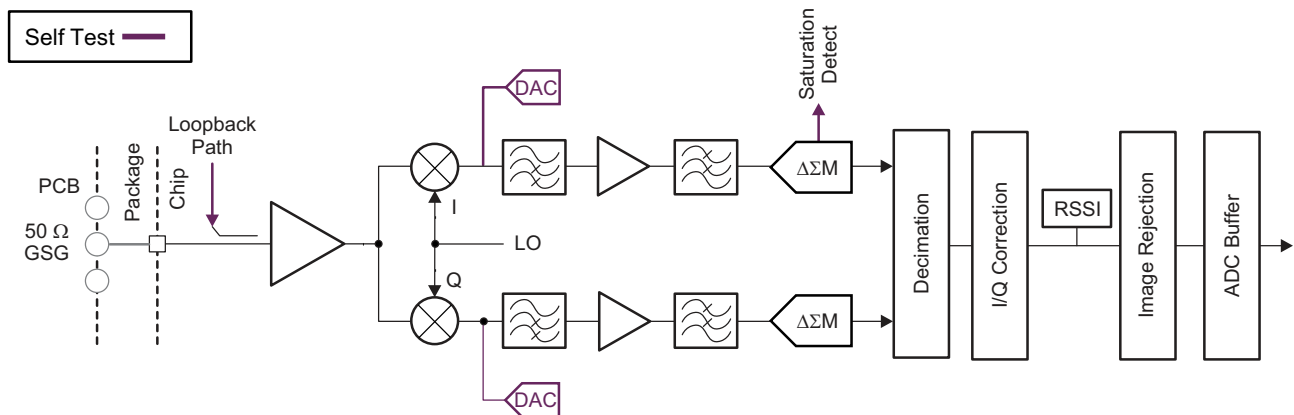 Self Test
DAC
Saturation
Detect
Loopback
Path
PCB
Package
Chip
50 Ω
GSG
I
LO
Q
ΔΣM
ΔΣM
DAC
Decimation
I/Q Correction
RSSI
Image Rejection
ADC Buffer